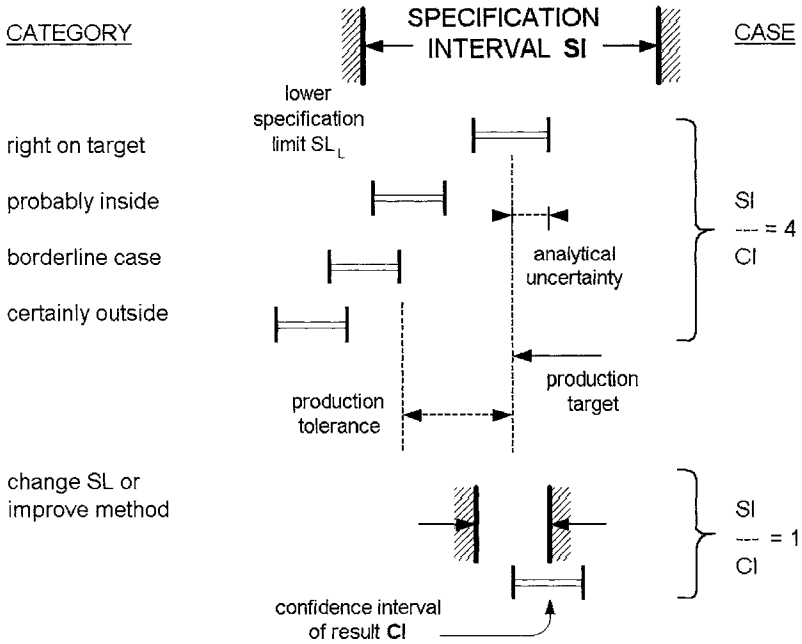 SPECIFICATION
CATEGORY
INTERVAL SI
CASE
lower
specification
limit SL_L
right on target
probably inside
borderline case
certainly outside
analytical
uncertainty
SI
--- = 4
CI
production
tolerance
production
target
change SL or
improve method
SI
--- = 1
CI
confidence interval
of result CI